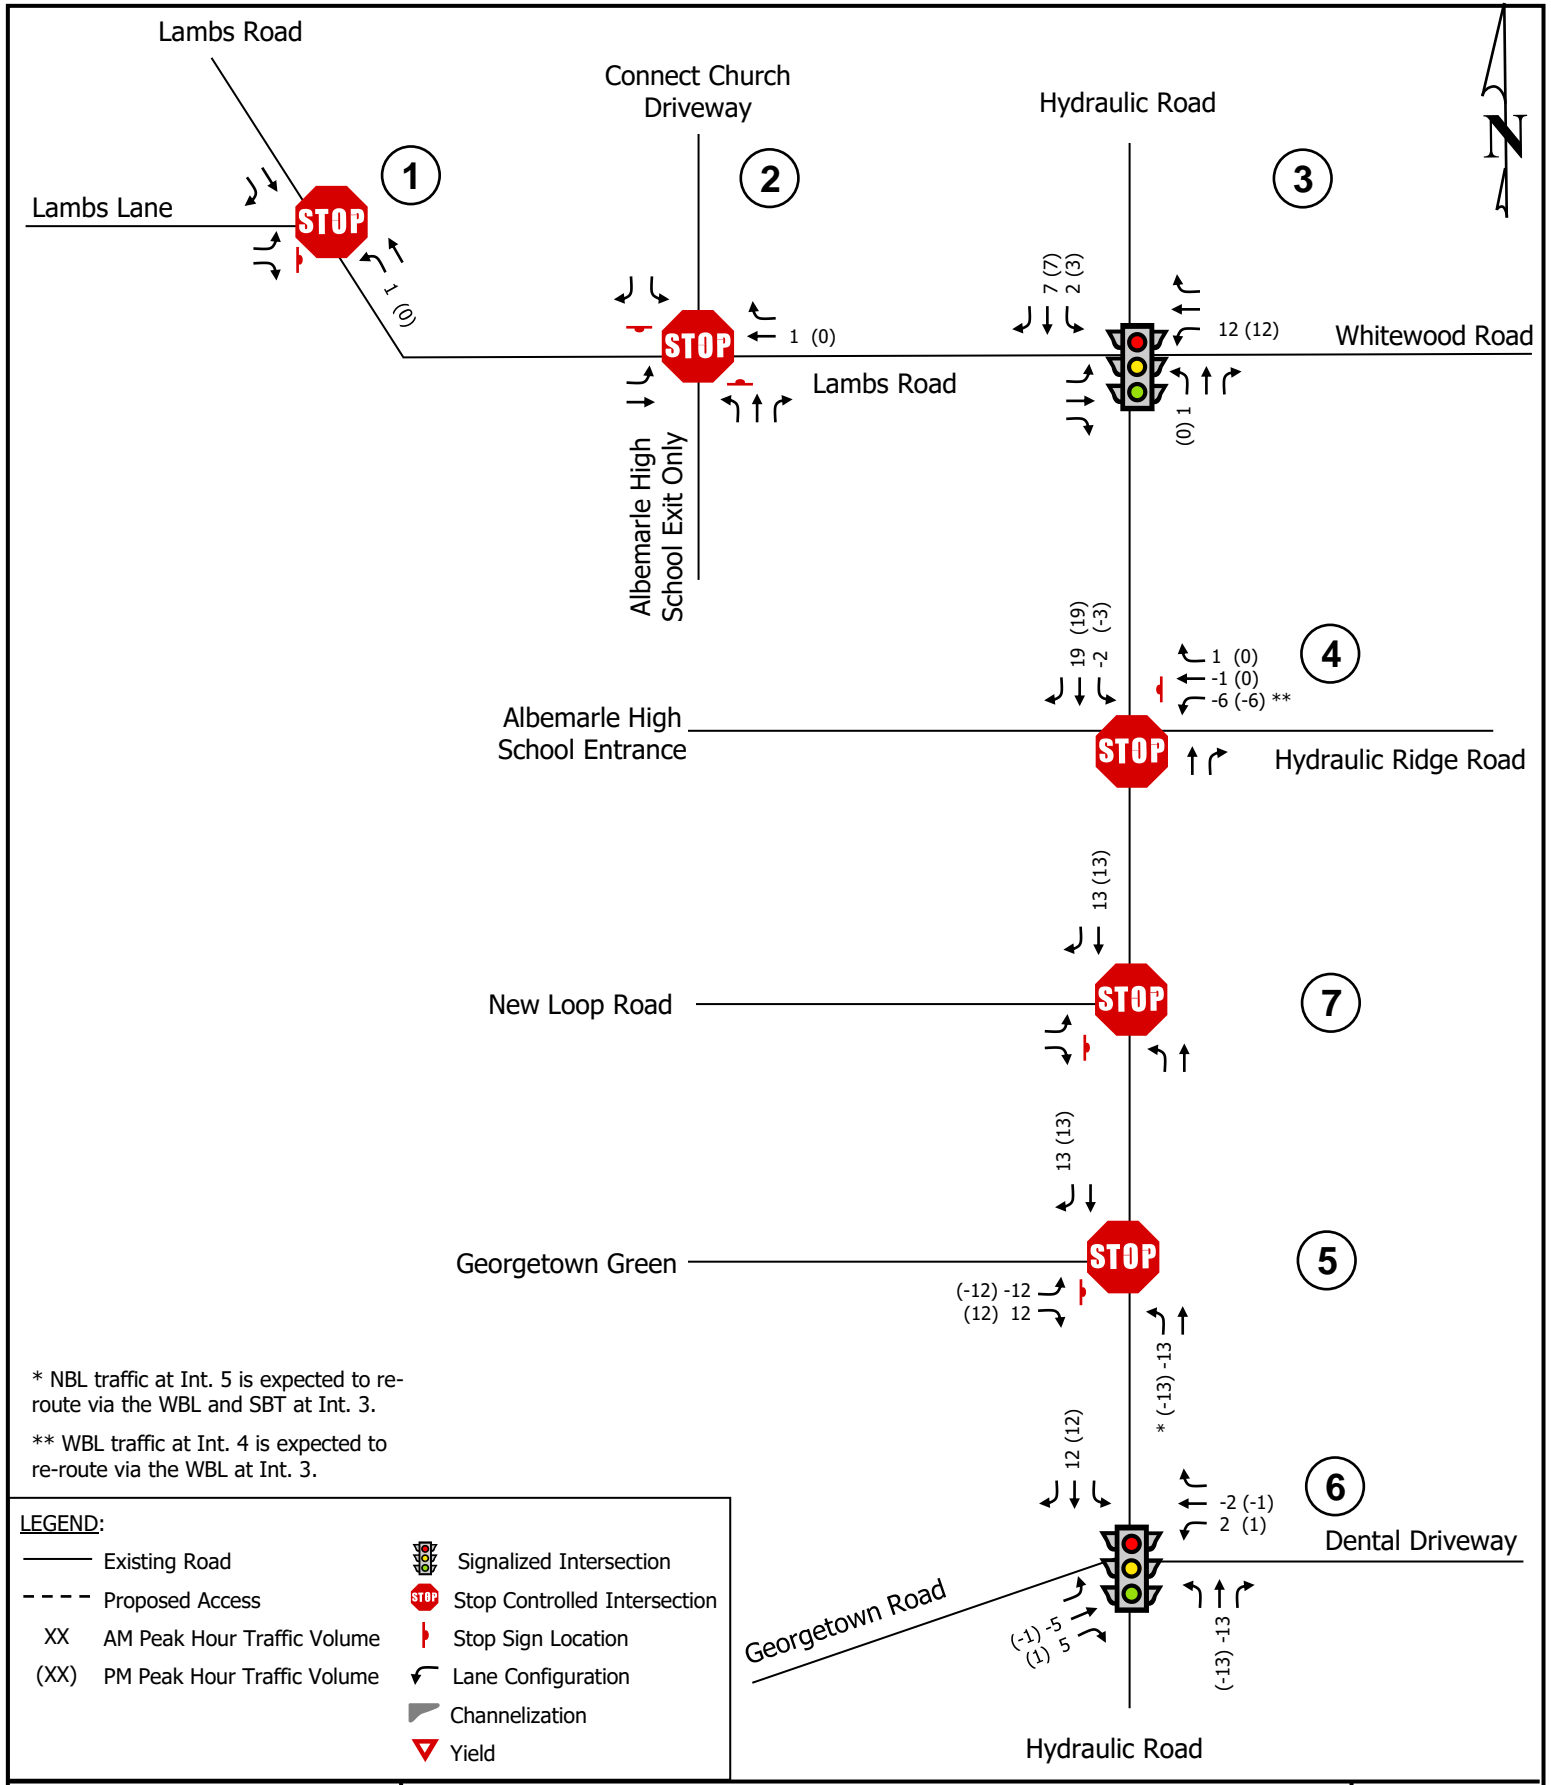 Lambs Road
Connect Church
Driveway
Hydraulic Road
N
1
2
3
Lambs Lane
STOP
1 (0)
7 (7)
2 (3)
STOP
1 (0)
12 (12)
Whitewood Road
Lambs Road
(0) 1
Albemarle High
School Exit Only
19 (19)
-2 (-3)
1 (0)
-1 (0)
-6 (-6) **
4
Albemarle High
School Entrance
STOP
Hydraulic Ridge Road
13 (13)
New Loop Road
STOP
7
13 (13)
Georgetown Green
STOP
5
(-12) -12
(12) 12
* (-13) -13
* NBL traffic at Int. 5 is expected to re-
route via the WBL and SBT at Int. 3.
** WBL traffic at Int. 4 is expected to
re-route via the WBL at Int. 3.
12 (12)
6
-2 (-1)
2 (1)
Dental Driveway
Georgetown Road
(-1) -5
(1) 5
(-13) -13
Hydraulic Road
LEGEND:
Existing Road
Signalized Intersection
Proposed Access
STOP
Stop Controlled Intersection
XX
AM Peak Hour Traffic Volume
Stop Sign Location
(XX)
PM Peak Hour Traffic Volume
Lane Configuration
Channelization
Yield